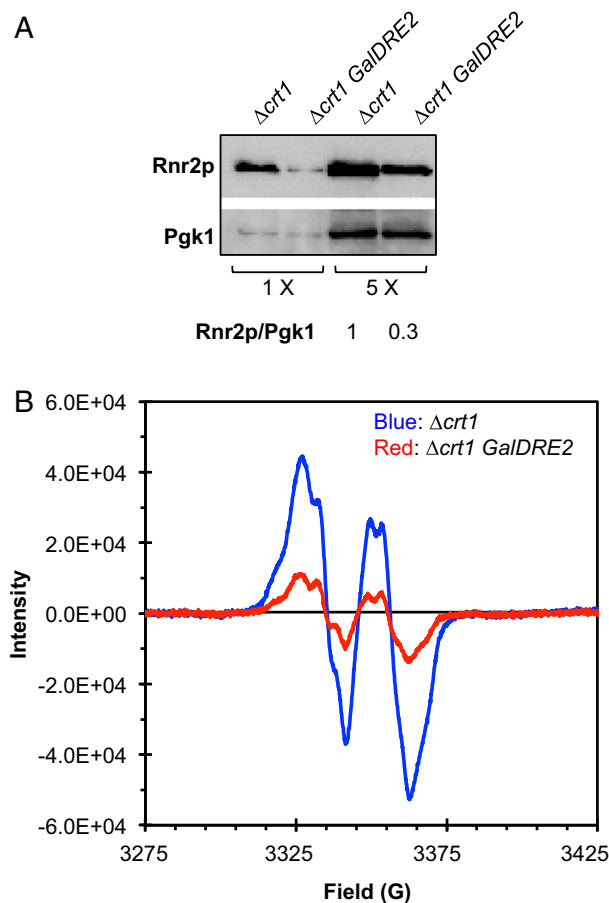 A
Δcrt1
Δcrt1 GalDRE2
Δcrt1
Δcrt1 GalDRE2
Rnr2p
Pgk1
1 X
5 X
Rnr2p/Pgk1 1 0.3
B
Blue: Δcrt1
Red: Δcrt1 GalDRE2
6.0E+04
4.0E+04
2.0E+04
0.0E+00
-2.0E+04
-4.0E+04
-6.0E+04
Intensity
3275 3325 3375 3425
Field (G)